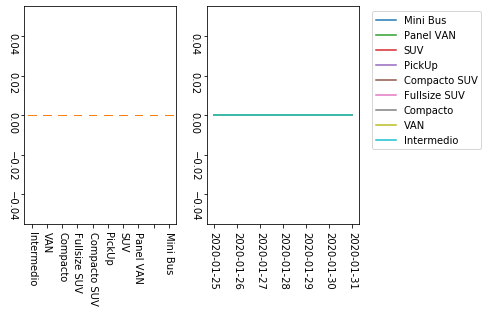 0.04
0.02
0.00
−0.02
−0.04
Intermedio
VAN
Compacto
Fullsize SUV
Compacto SUV
PickUp
SUV
Panel VAN
Mini Bus
0.04
0.02
0.00
−0.02
−0.04
2020-01-25
2020-01-26
2020-01-27
2020-01-28
2020-01-29
2020-01-30
2020-01-31
Mini Bus
Panel VAN
SUV
PickUp
Compacto SUV
Fullsize SUV
Compacto
VAN
Intermedio